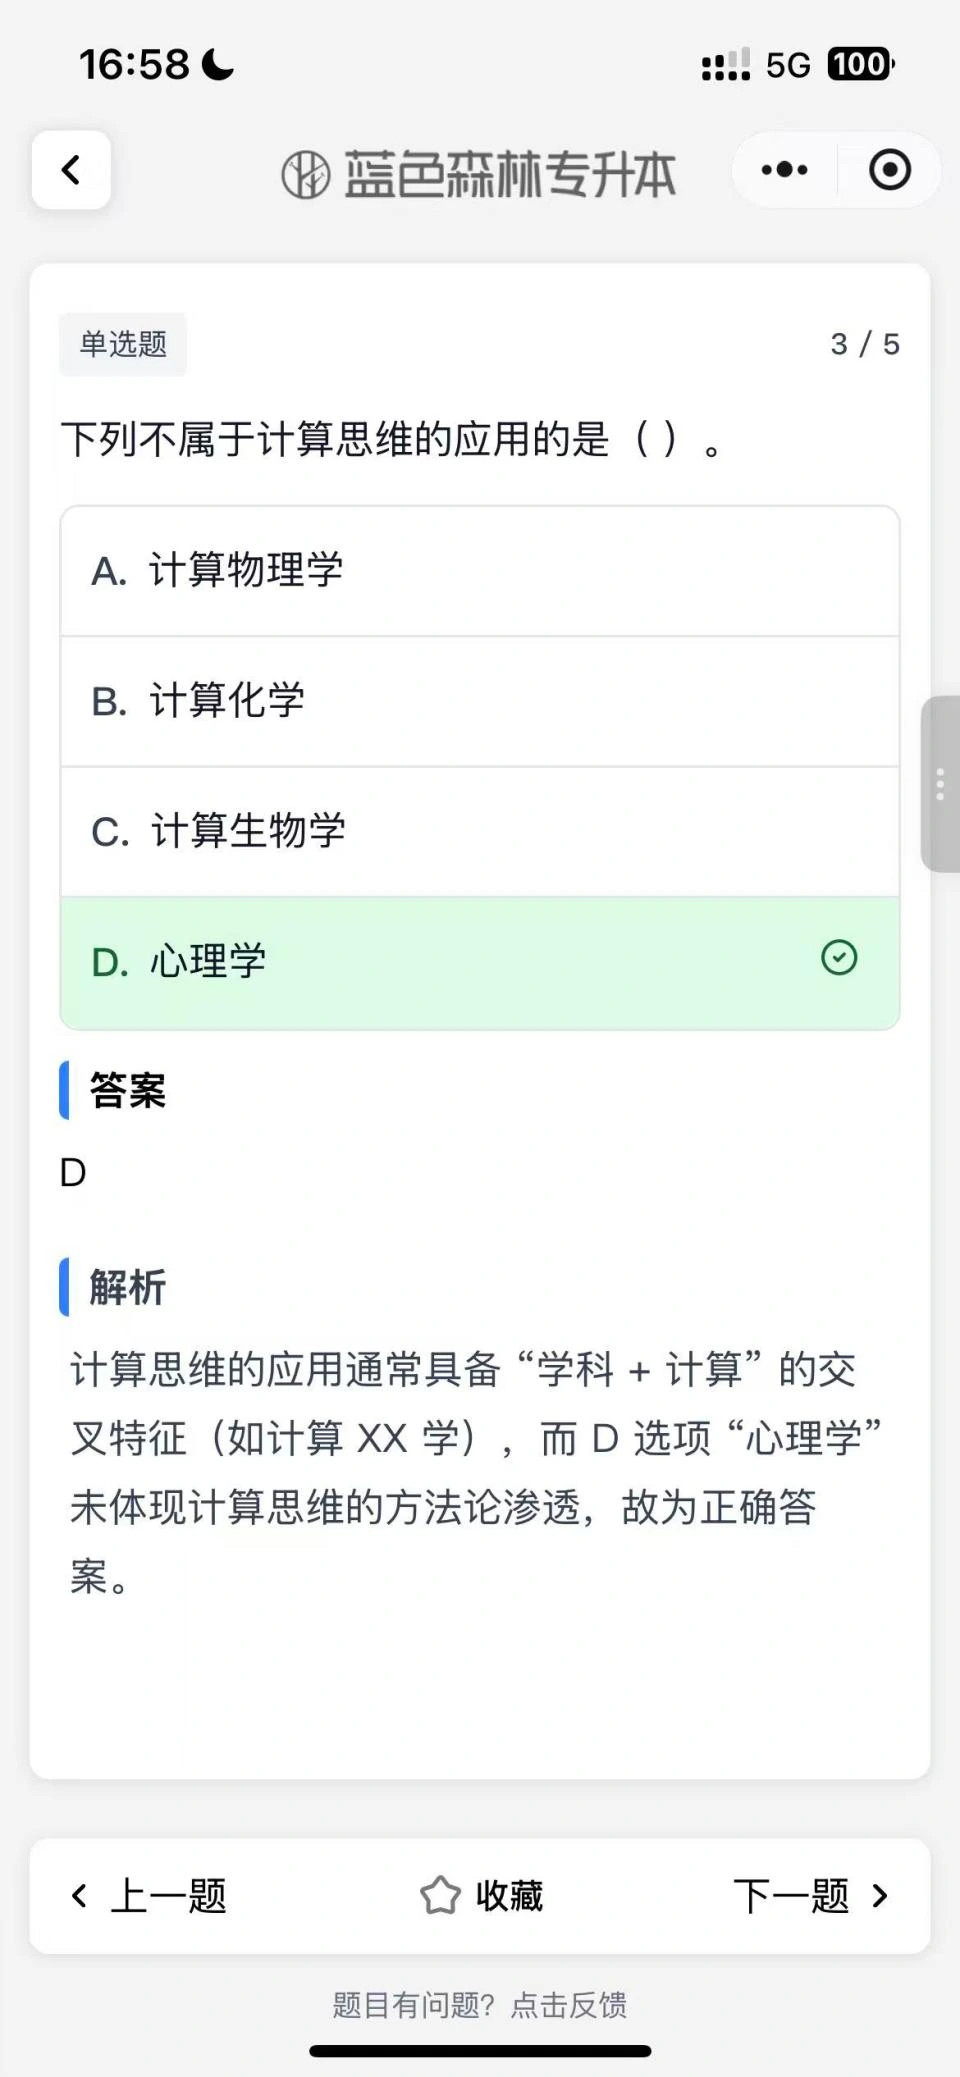 16:58
5G 100
蓝色森林专升本
单选题
3 / 5
下列不属于计算思维的应用的是（ ）。
A. 计算物理学
B. 计算化学
C. 计算生物学
D. 心理学
答案
D
解析
计算思维的应用通常具备“学科 + 计算”的交
叉特征（如计算 XX 学），而 D 选项“心理学”
未体现计算思维的方法论渗透，故为正确答
案。
上一题
收藏
下一题
题目有问题？点击反馈